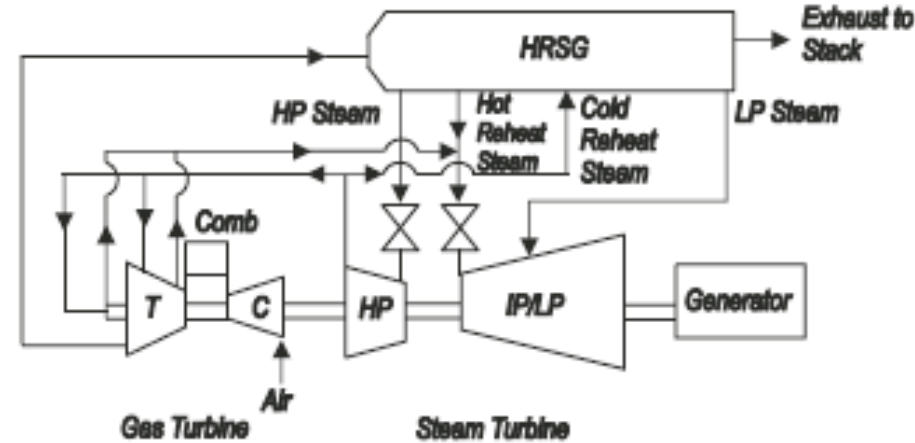 Exhaust to
Stack
HRSG
HP Steam
Hot
Reheat
Steam
Cold
Reheat
Steam
LP Steam
Comb
T
C
HP
IP/LP
Generator
Air
Gas Turbine
Steam Turbine